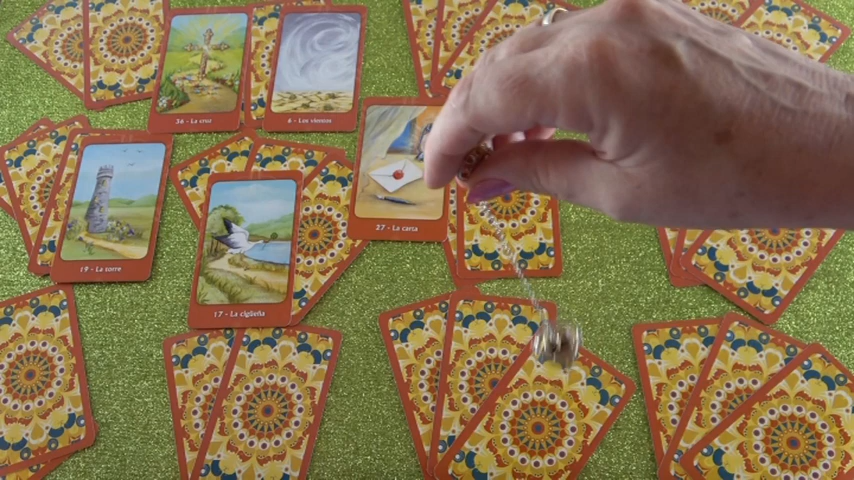 36 - La cruz
6 - Los vientos
27 - La carta
19 - La torre
17 - La cigüeña